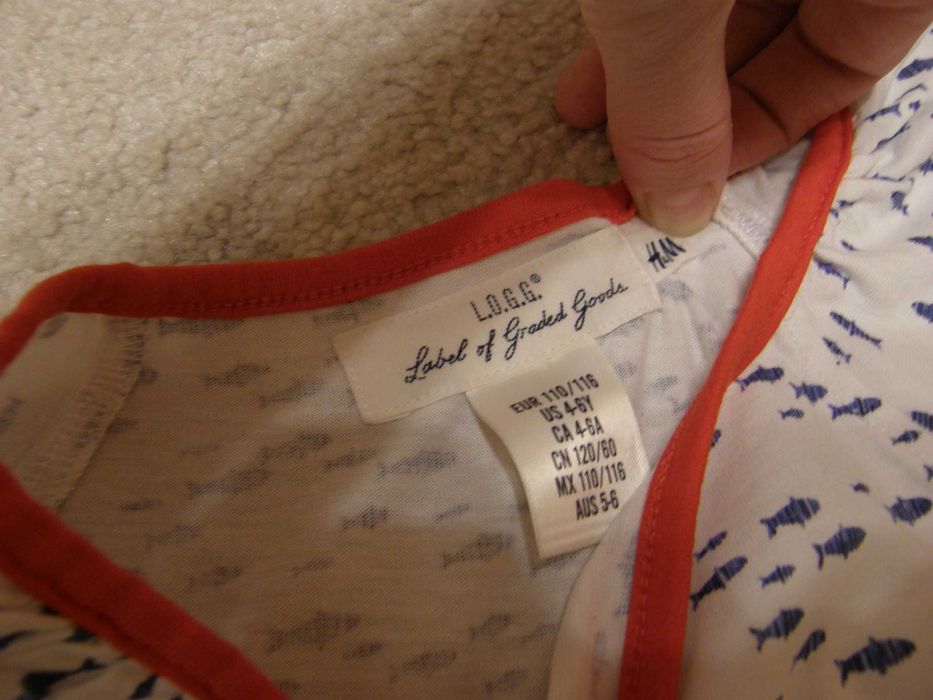 L.O.G.G.®
Label of Graded Goods.
H&M
EUR 110/116
US 4-6Y
CA 4-6A
CN 120/60
MX 110/116
AUS 5-6